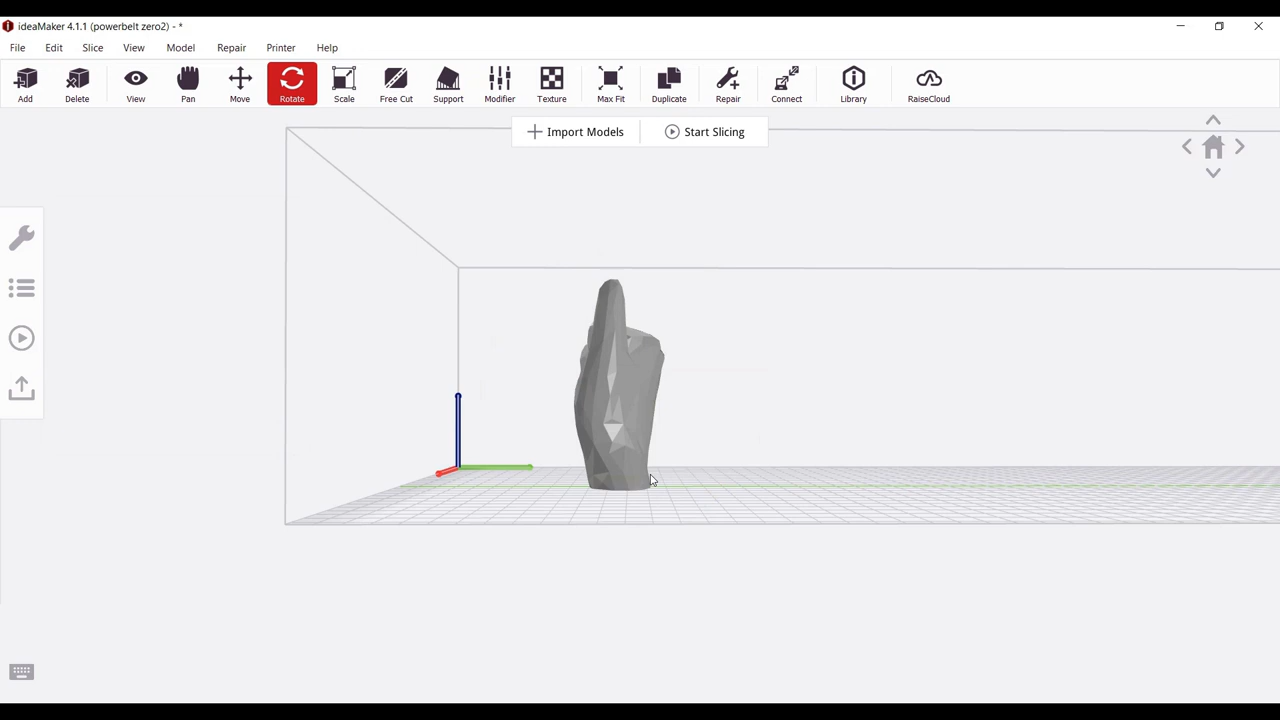 ideaMaker 4.1.1 (powerbelt zero2) - *
File Edit Slice View Model Repair Printer Help
Add Delete View Pan Move Rotate Scale Free Cut Support Modifier Texture Max Fit Duplicate Repair Connect Library RaiseCloud
Import Models Start Slicing